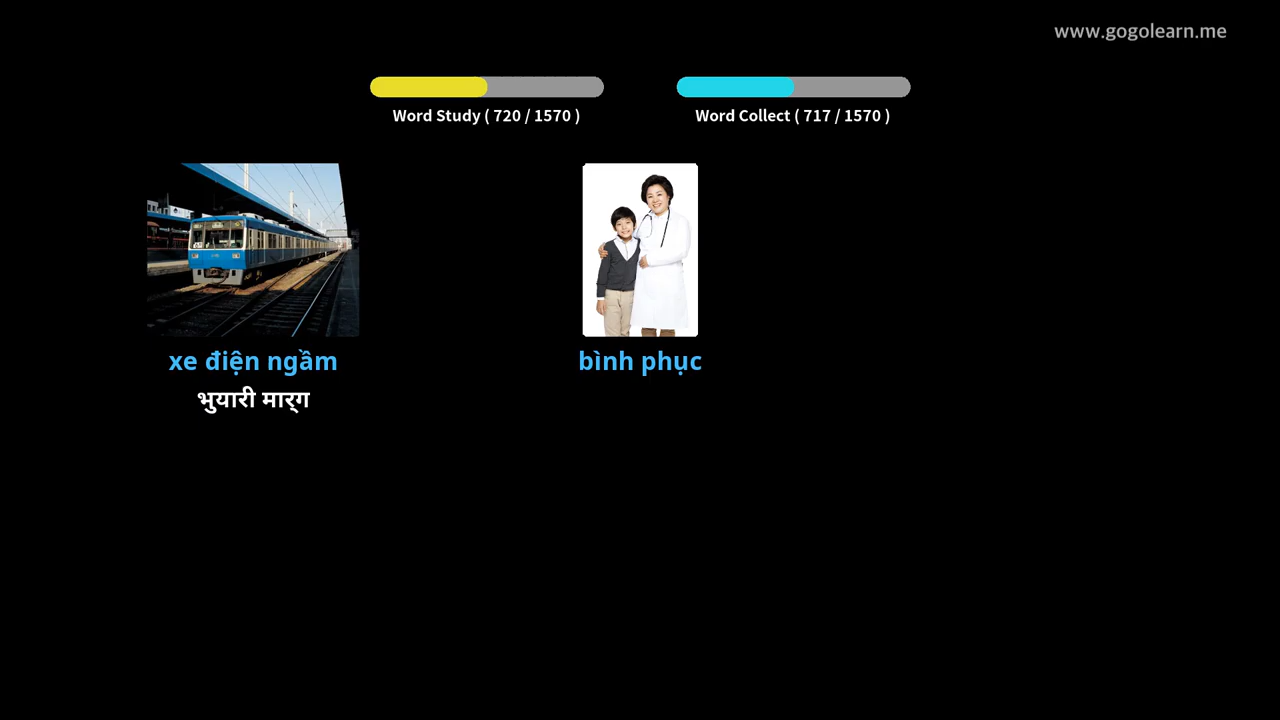 www.gogolearn.me
Word Study ( 720 / 1570 )
Word Collect ( 717 / 1570 )
xe điện ngầm
भुयारी मार्ग
bình phục